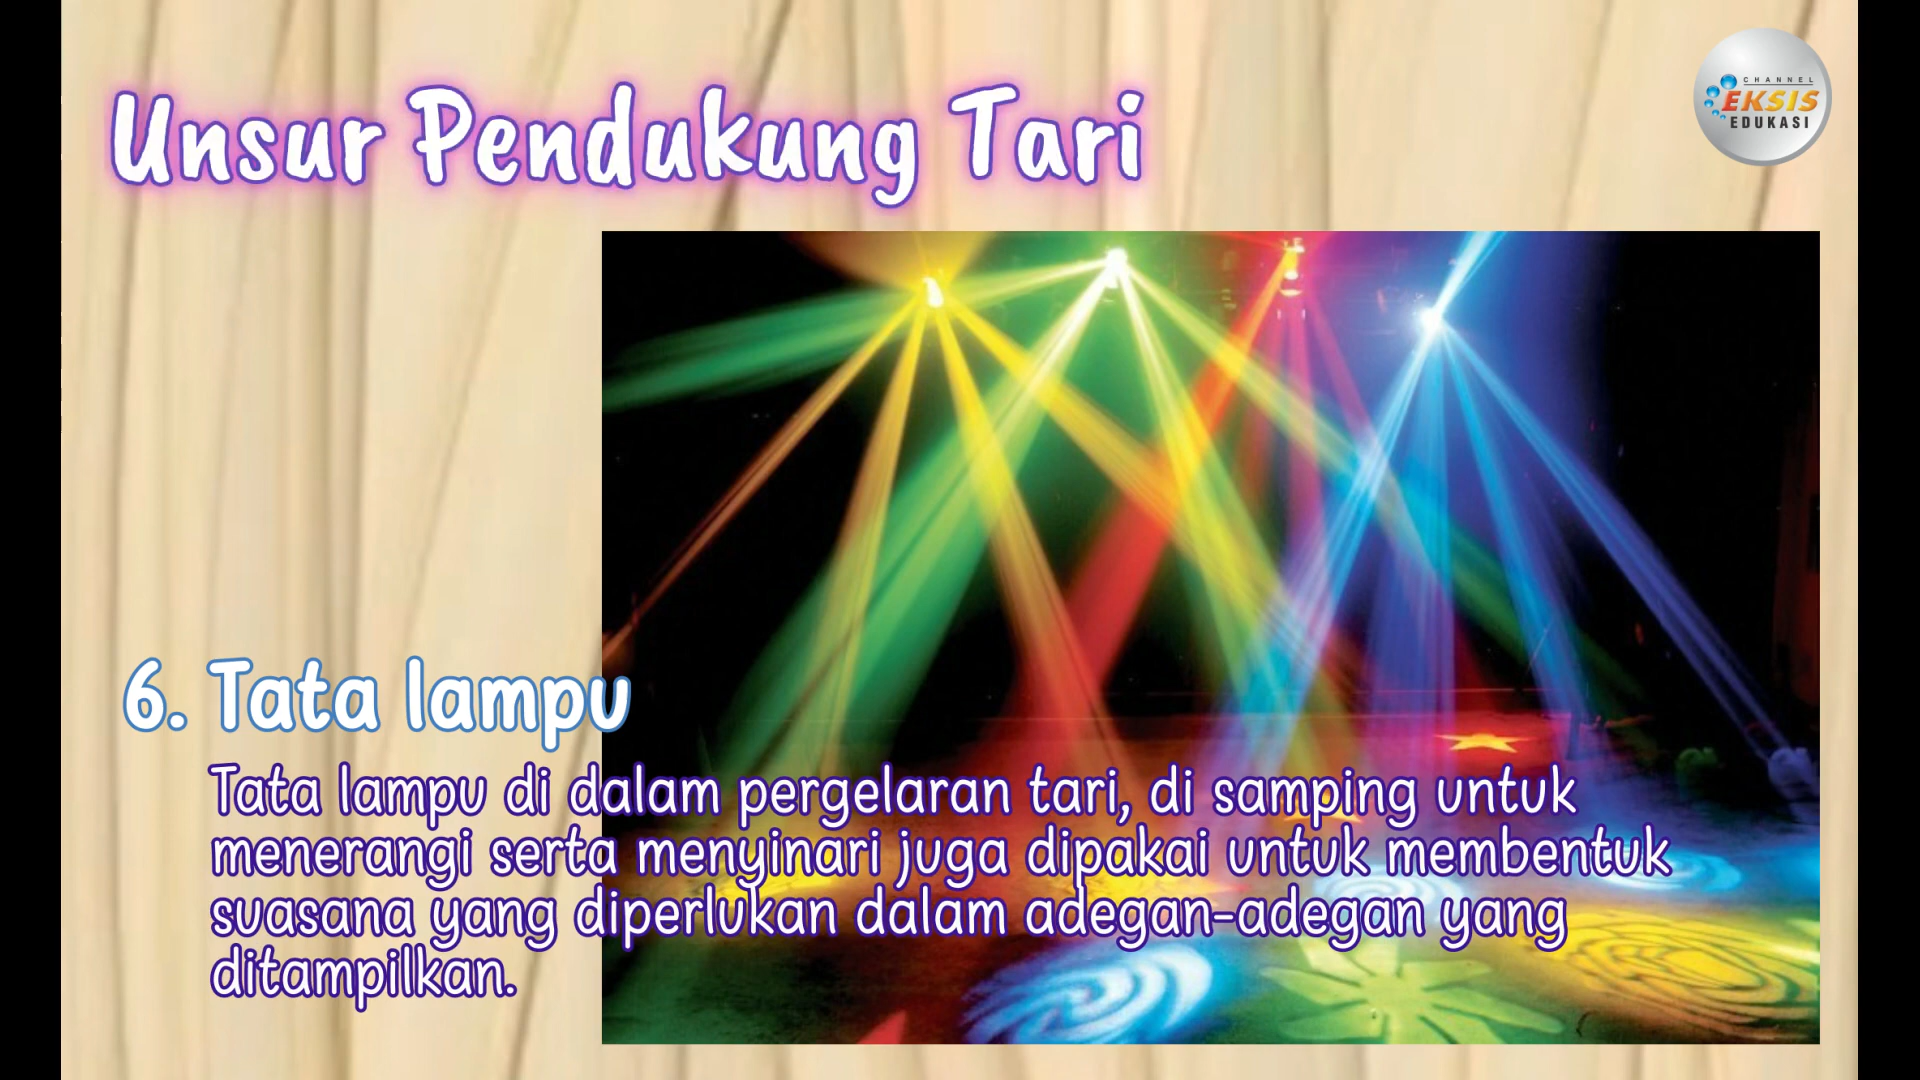 Unsur Pendukung Tari
CHANNEL
EKSIS
EDUKASI
6. Tata lampu
Tata lampu di dalam pergelaran tari, di samping untuk
menerangi serta menyinari juga dipakai untuk membentuk
suasana yang diperlukan dalam adegan-adegan yang
ditampilkan.